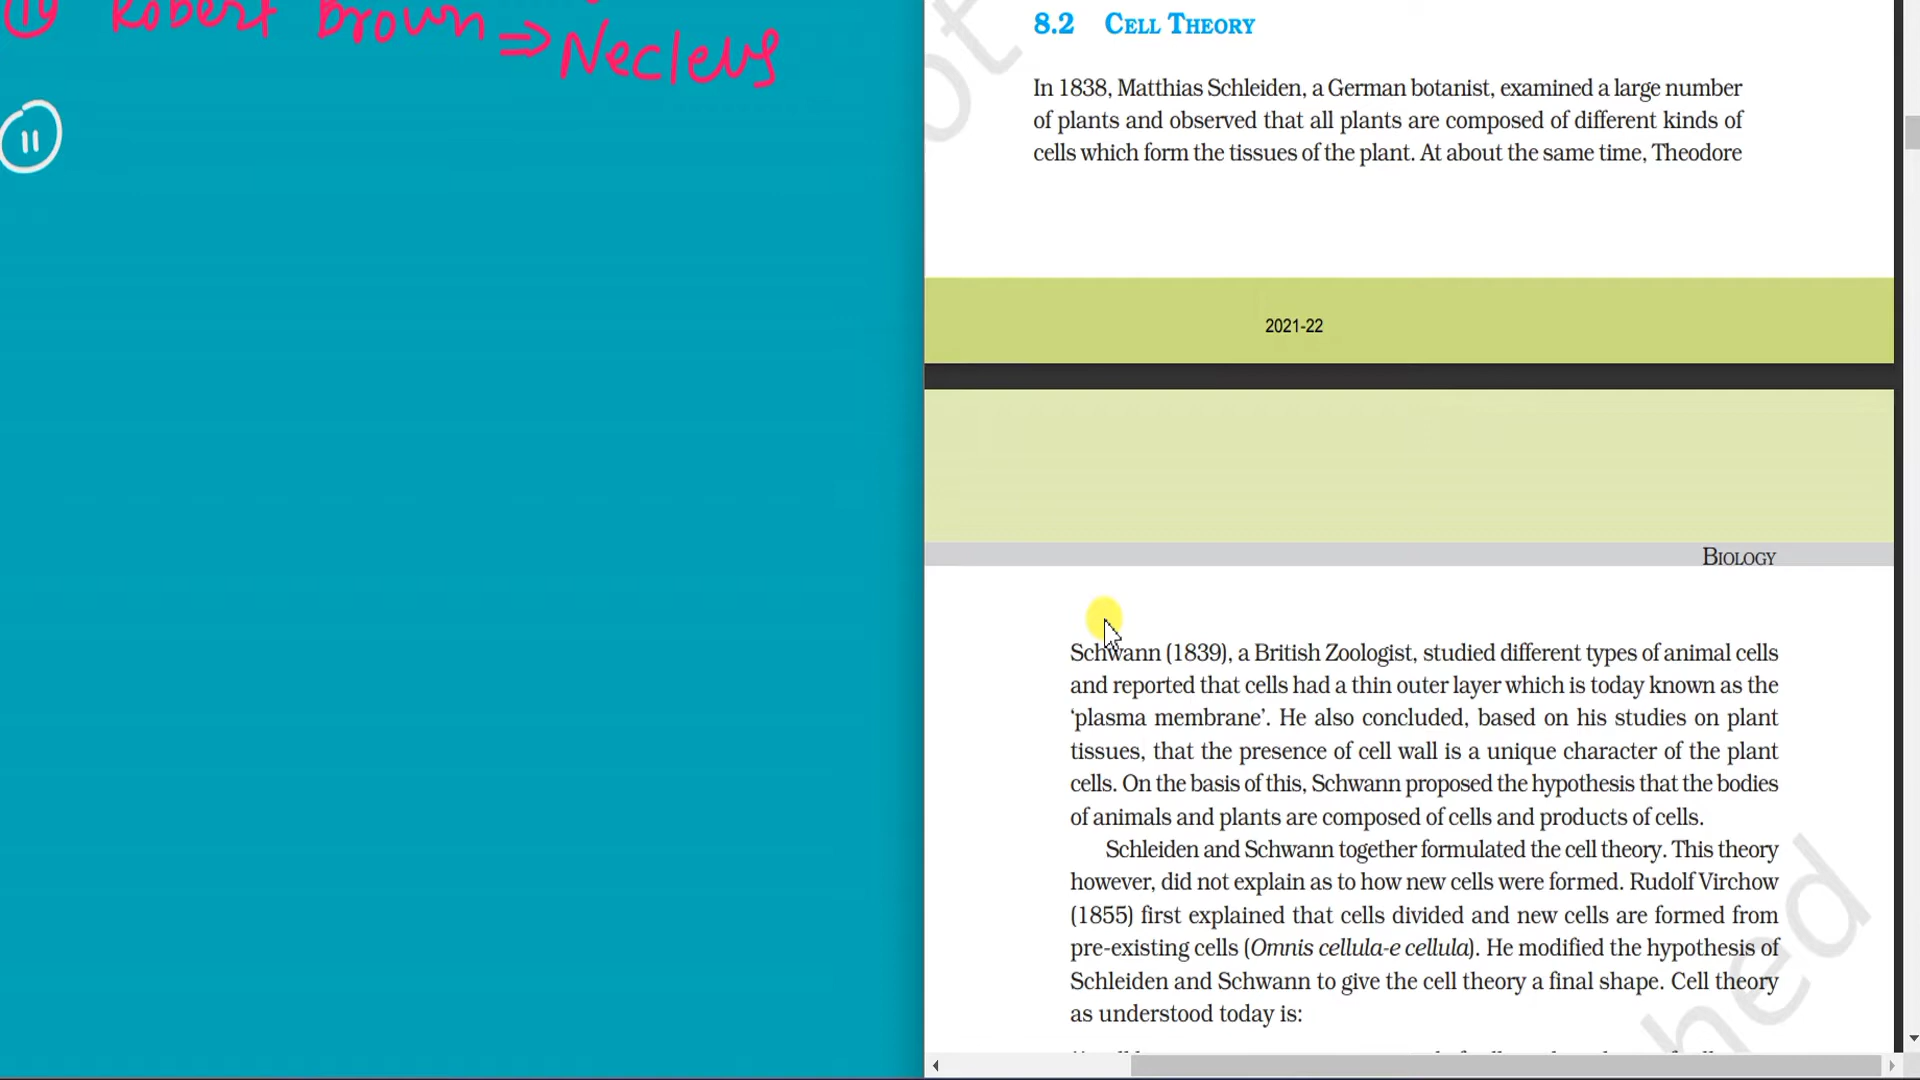 10 Robert Brown ⇒ Necleus
11
8.2 CELL THEORY
In 1838, Matthias Schleiden, a German botanist, examined a large number
of plants and observed that all plants are composed of different kinds of
cells which form the tissues of the plant. At about the same time, Theodore
2021-22
BIOLOGY
Schwann (1839), a British Zoologist, studied different types of animal cells
and reported that cells had a thin outer layer which is today known as the
‘plasma membrane’. He also concluded, based on his studies on plant
tissues, that the presence of cell wall is a unique character of the plant
cells. On the basis of this, Schwann proposed the hypothesis that the bodies
of animals and plants are composed of cells and products of cells.
Schleiden and Schwann together formulated the cell theory. This theory
however, did not explain as to how new cells were formed. Rudolf Virchow
(1855) first explained that cells divided and new cells are formed from
pre-existing cells (Omnis cellula-e cellula). He modified the hypothesis of
Schleiden and Schwann to give the cell theory a final shape. Cell theory
as understood today is: